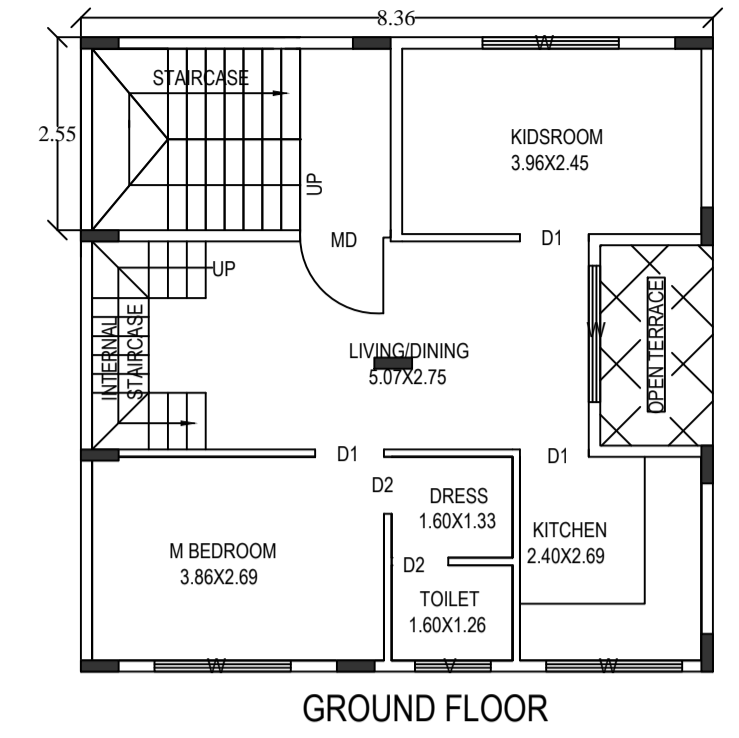 8.36
W
STAIRCASE
2.55
KIDSROOM
3.96X2.45
UP
MD
D1
UP
INTERNAL
STAIRCASE
W
OPEN TERRACE
LIVING/DINING
5.07X2.75
D1
D1
D2
DRESS
1.60X1.33
KITCHEN
2.40X2.69
M BEDROOM
3.86X2.69
D2
TOILET
1.60X1.26
W
V
W
GROUND FLOOR